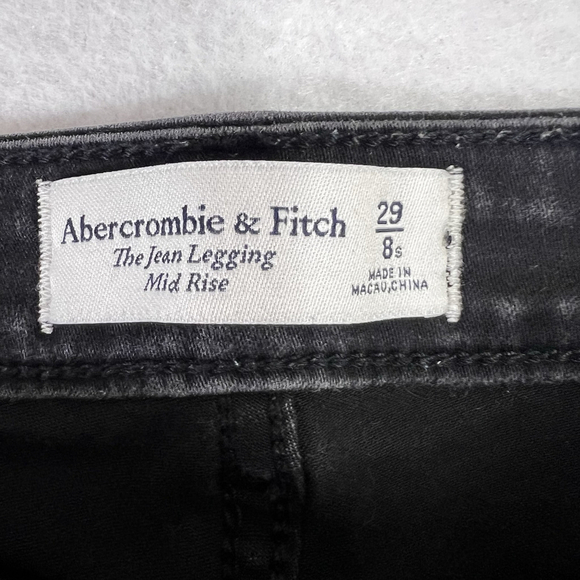 Abercrombie & Fitch
The Jean Legging
Mid Rise
29
8s
MADE IN
MACAU,CHINA